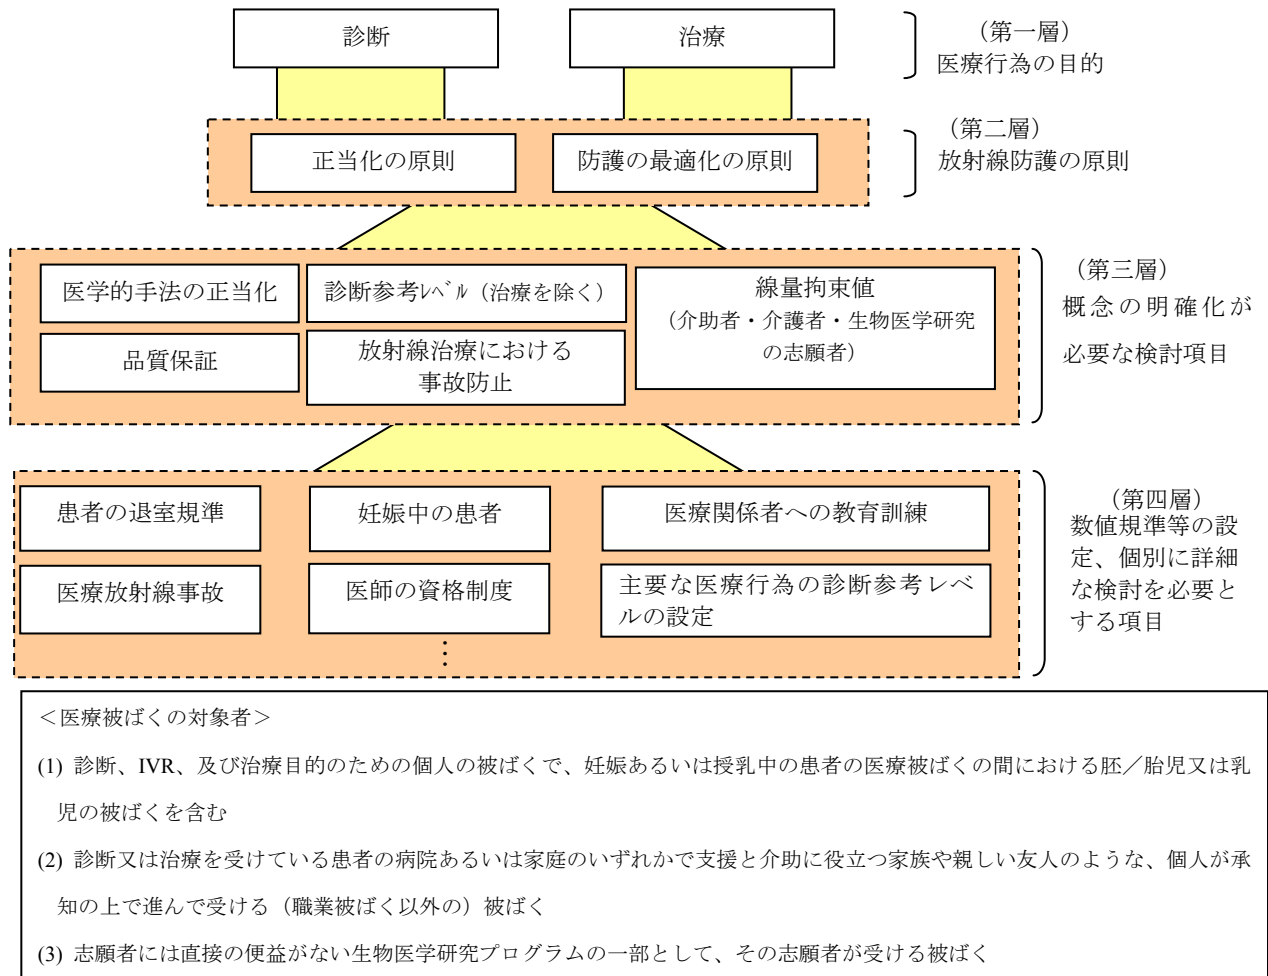 診断
治療
（第一層）
医療行為の目的
正当化の原則
防護の最適化の原則
（第二層）
放射線防護の原則
医学的手法の正当化
診断参考ﾚﾍﾞﾙ（治療を除く）
線量拘束値
（介助者・介護者・生物医学研究
の志願者）
品質保証
放射線治療における
事故防止
（第三層）
概念の明確化が
必要な検討項目
患者の退室規準
妊娠中の患者
医療関係者への教育訓練
医療放射線事故
医師の資格制度
主要な医療行為の診断参考レベ
ルの設定
⋮
（第四層）
数値規準等の設
定、個別に詳細
な検討を必要と
する項目
＜医療被ばくの対象者＞
(1) 診断、IVR、及び治療目的のための個人の被ばくで、妊娠あるいは授乳中の患者の医療被ばくの間における胚／胎児又は乳
児の被ばくを含む
(2) 診断又は治療を受けている患者の病院あるいは家庭のいずれかで支援と介助に役立つ家族や親しい友人のような、個人が承
知の上で進んで受ける（職業被ばく以外の）被ばく
(3) 志願者には直接の便益がない生物医学研究プログラムの一部として、その志願者が受ける被ばく